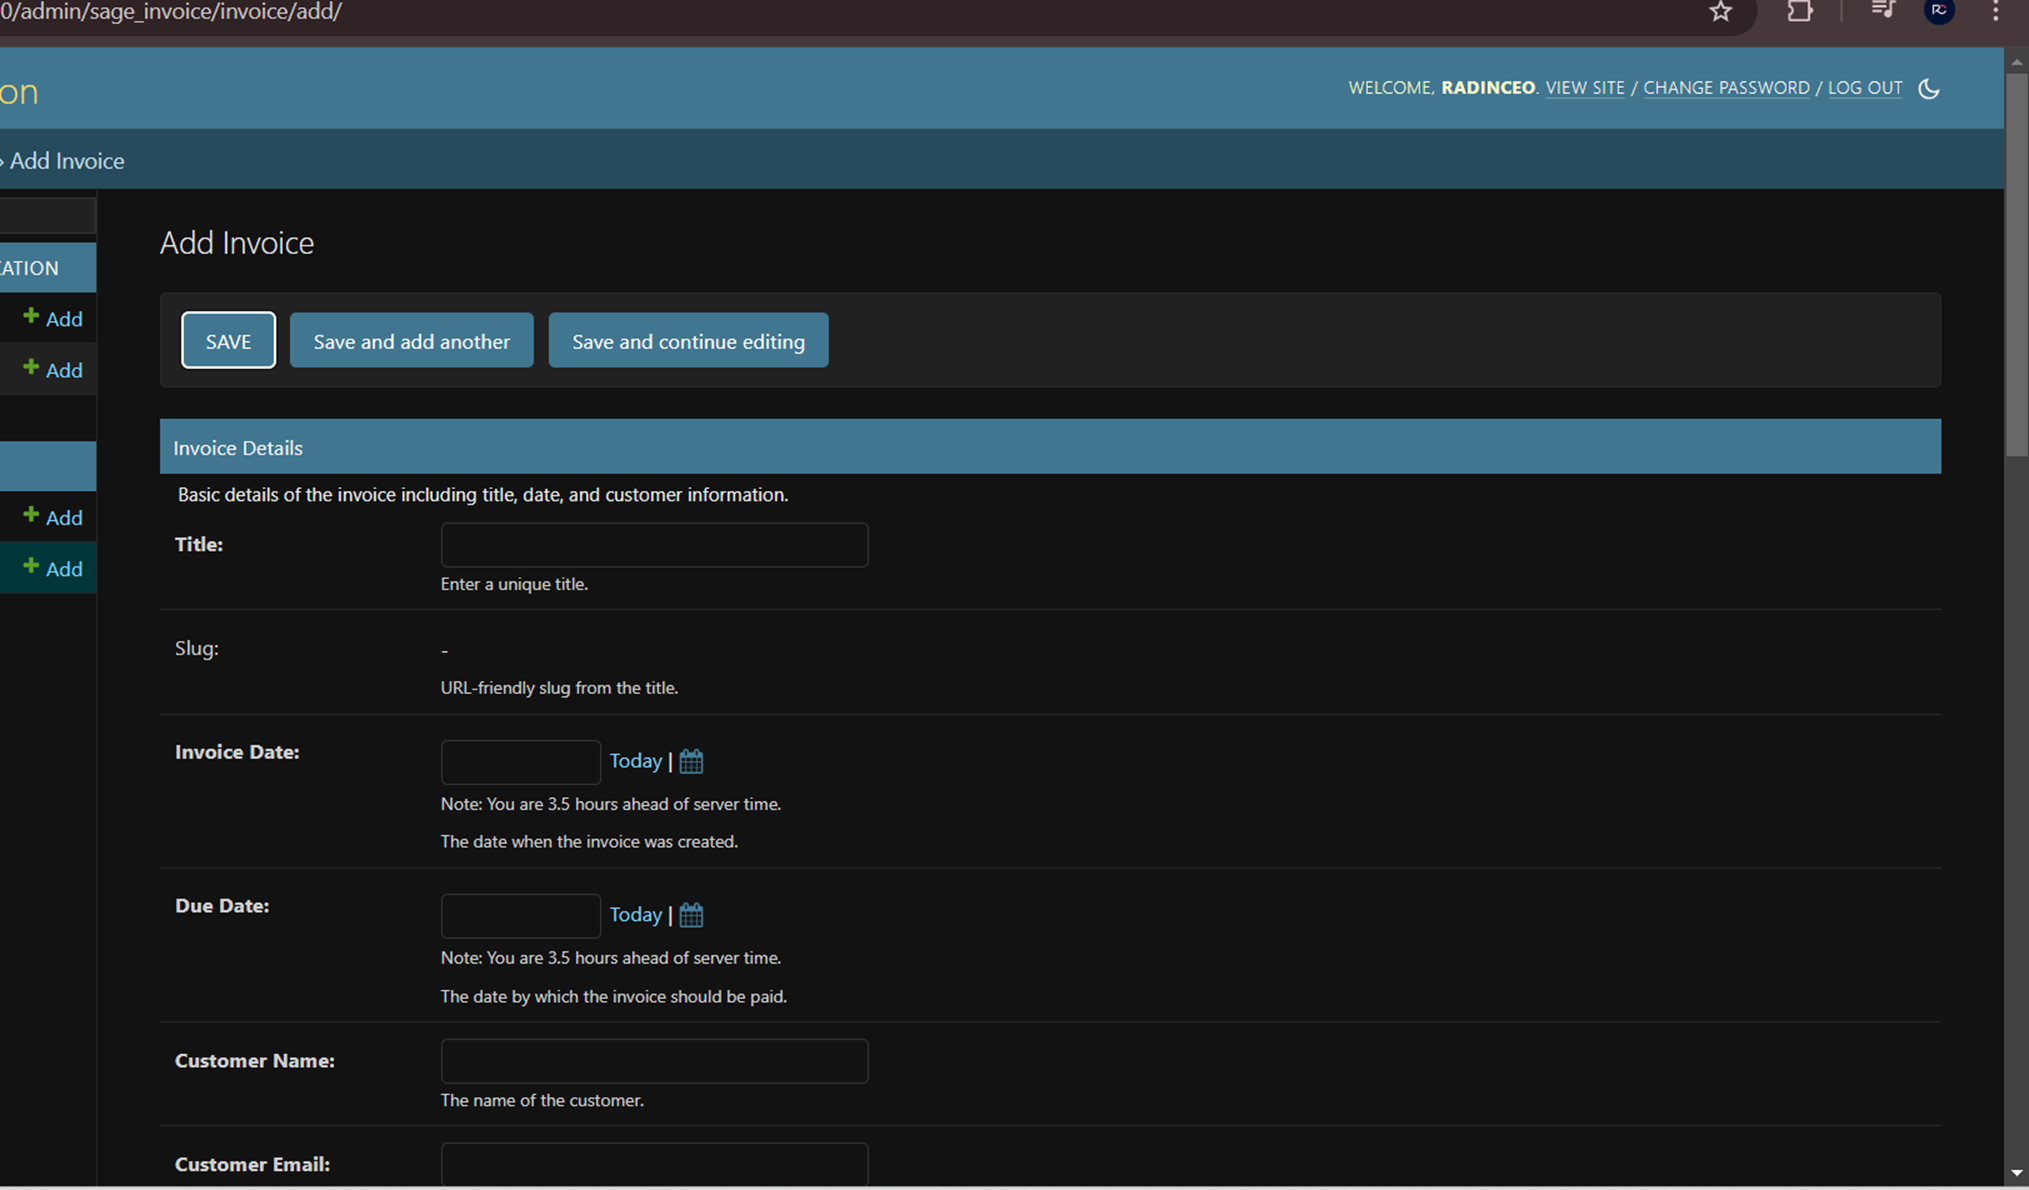 0/admin/sage_invoice/invoice/add/
on
WELCOME, RADINCEO. VIEW SITE / CHANGE PASSWORD / LOG OUT
› Add Invoice
Add Invoice
ATION
Add
Add
Add
Add
SAVE
Save and add another
Save and continue editing
Invoice Details
Basic details of the invoice including title, date, and customer information.
Title:
Enter a unique title.
Slug:
-
URL-friendly slug from the title.
Invoice Date:
Today |
Note: You are 3.5 hours ahead of server time.
The date when the invoice was created.
Due Date:
Today |
Note: You are 3.5 hours ahead of server time.
The date by which the invoice should be paid.
Customer Name:
The name of the customer.
Customer Email: